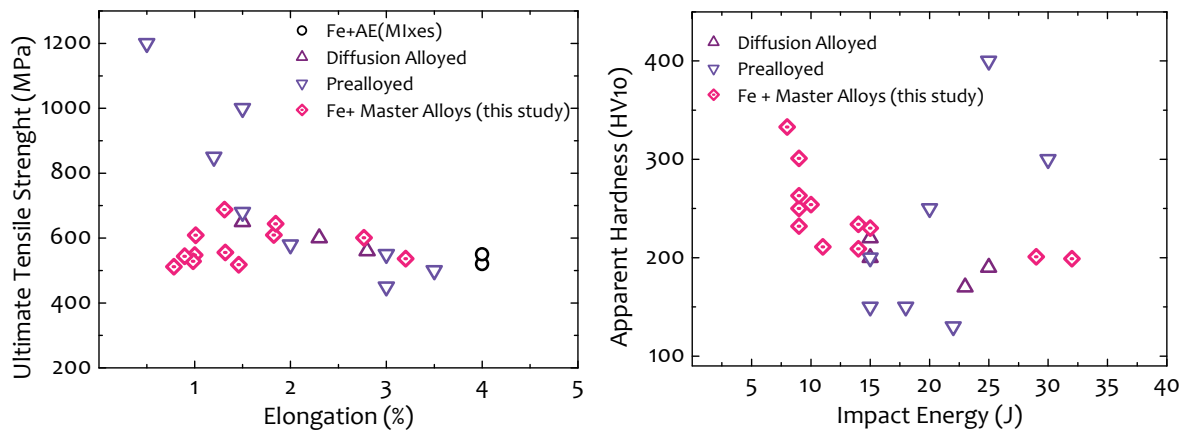 Ultimate Tensile Strenght (MPa)
1200
1000
800
600
400
200
1
2
3
4
5
Elongation (%)
Fe+AE(MIxes)
Diffusion Alloyed
Prealloyed
Fe+ Master Alloys (this study)
Apparent Hardness (HV10)
400
300
200
100
5
10
15
20
25
30
35
40
Impact Energy (J)
Diffusion Alloyed
Prealloyed
Fe + Master Alloys (this study)